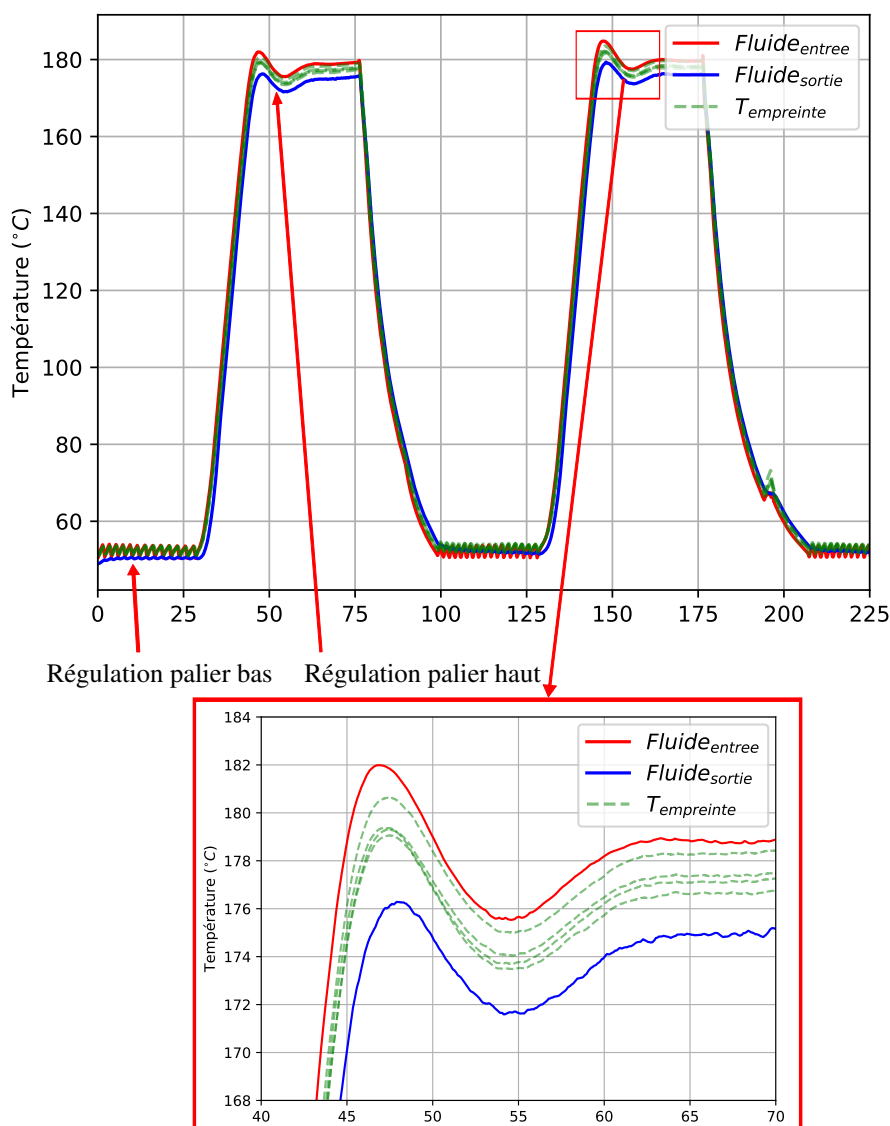 180
160
140
120
100
80
60
Température (°C)
Fluide_entree
Fluide_sortie
T_empreinte
0 25 50 75 100 125 150 175 200 225
Régulation palier bas Régulation palier haut
184
182
180
178
176
174
172
170
168
Température (°C)
Fluide_entree
Fluide_sortie
T_empreinte
40 45 50 55 60 65 70